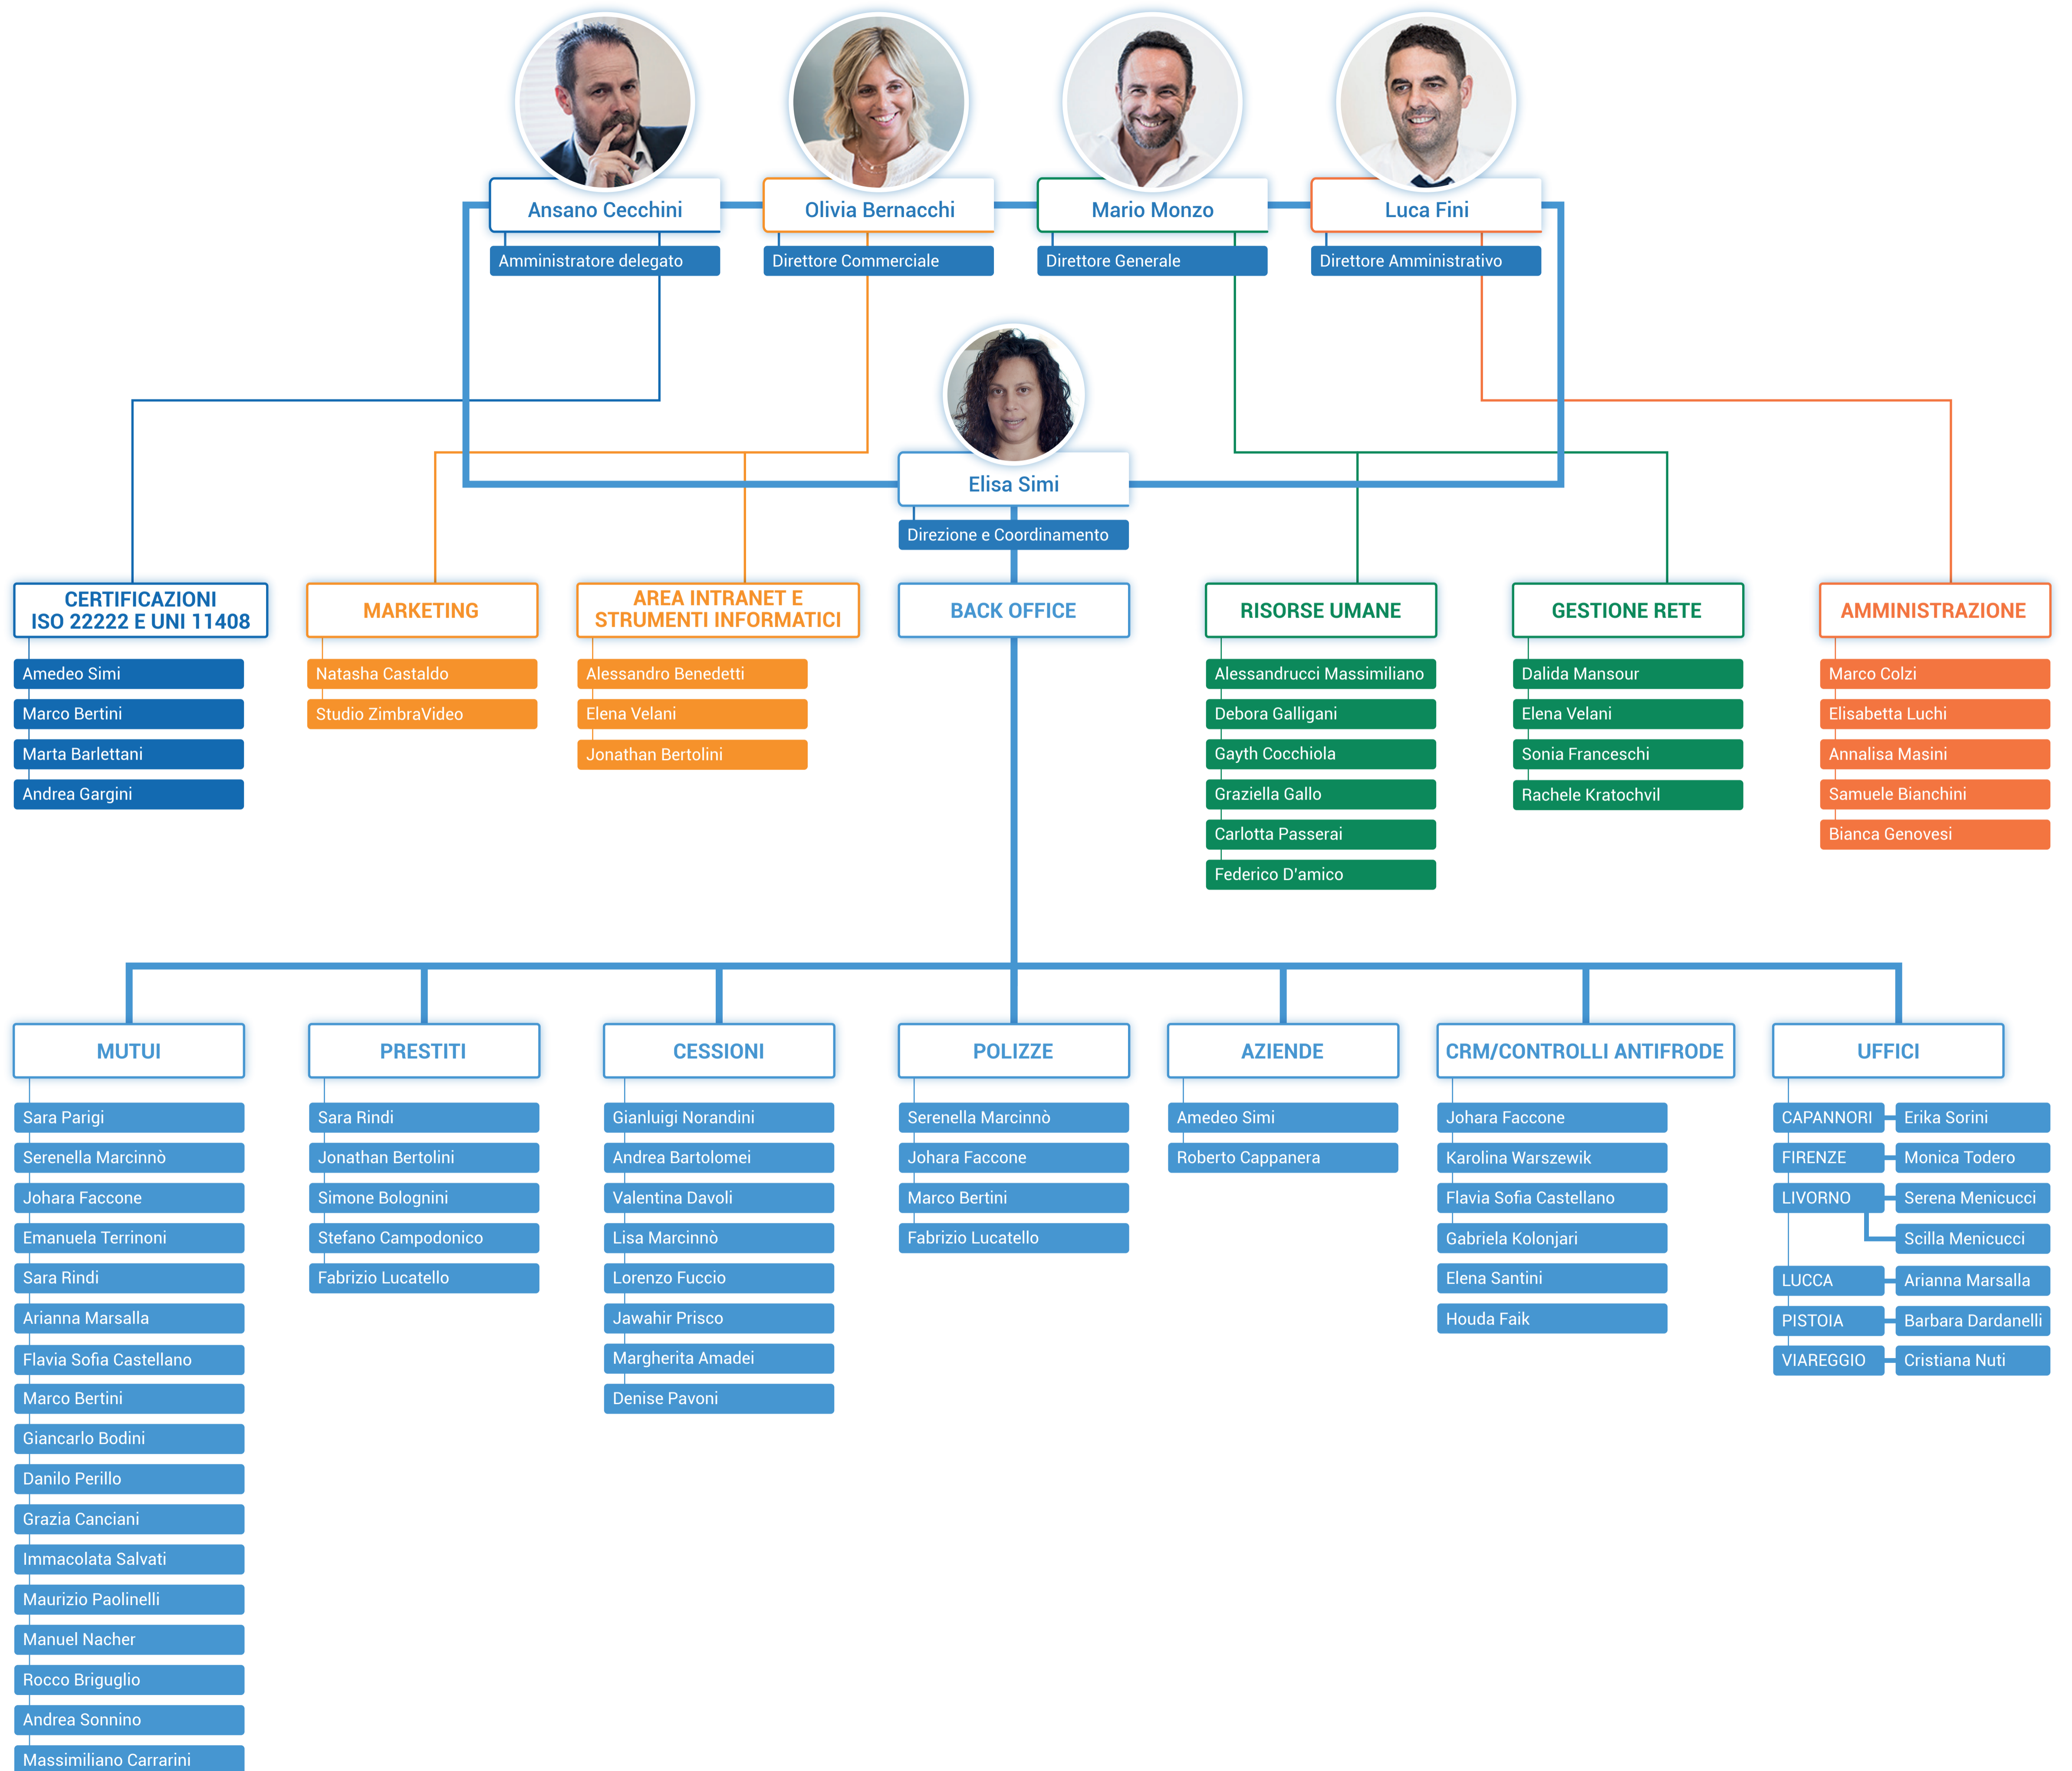 Ansano Cecchini
Amministratore delegato
Olivia Bernacchi
Direttore Commerciale
Mario Monzo
Direttore Generale
Luca Fini
Direttore Amministrativo
Elisa Simi
Direzione e Coordinamento
CERTIFICAZIONI
ISO 22222 E UNI 11408
Amedeo Simi
Marco Bertini
Marta Barlettani
Andrea Gargini
MARKETING
Natasha Castaldo
Studio ZimbraVideo
AREA INTRANET E
STRUMENTI INFORMATICI
Alessandro Benedetti
Elena Velani
Jonathan Bertolini
BACK OFFICE
RISORSE UMANE
Alessandrucci Massimiliano
Debora Galligani
Gayth Cocchiola
Graziella Gallo
Carlotta Passerai
Federico D'amico
GESTIONE RETE
Dalida Mansour
Elena Velani
Sonia Franceschi
Rachele Kratochvil
AMMINISTRAZIONE
Marco Colzi
Elisabetta Luchi
Annalisa Masini
Samuele Bianchini
Bianca Genovesi
MUTUI
Sara Parigi
Serenella Marcinnò
Johara Faccone
Emanuela Terrinoni
Sara Rindi
Arianna Marsalla
Flavia Sofia Castellano
Marco Bertini
Giancarlo Bodini
Danilo Perillo
Grazia Canciani
Immacolata Salvati
Maurizio Paolinelli
Manuel Nacher
Rocco Briguglio
Andrea Sonnino
Massimiliano Carrarini
PRESTITI
Sara Rindi
Jonathan Bertolini
Simone Bolognini
Stefano Campodonico
Fabrizio Lucatello
CESSIONI
Gianluigi Norandini
Andrea Bartolomei
Valentina Davoli
Lisa Marcinnò
Lorenzo Fuccio
Jawahir Prisco
Margherita Amadei
Denise Pavoni
POLIZZE
Serenella Marcinnò
Johara Faccone
Marco Bertini
Fabrizio Lucatello
AZIENDE
Amedeo Simi
Roberto Cappanera
CRM/CONTROLLI ANTIFRODE
Johara Faccone
Karolina Warszewik
Flavia Sofia Castellano
Gabriela Kolonjari
Elena Santini
Houda Faik
UFFICI
CAPANNORI Erika Sorini
FIRENZE Monica Todero
LIVORNO Serena Menicucci
Scilla Menicucci
LUCCA Arianna Marsalla
PISTOIA Barbara Dardanelli
VIAREGGIO Cristiana Nuti